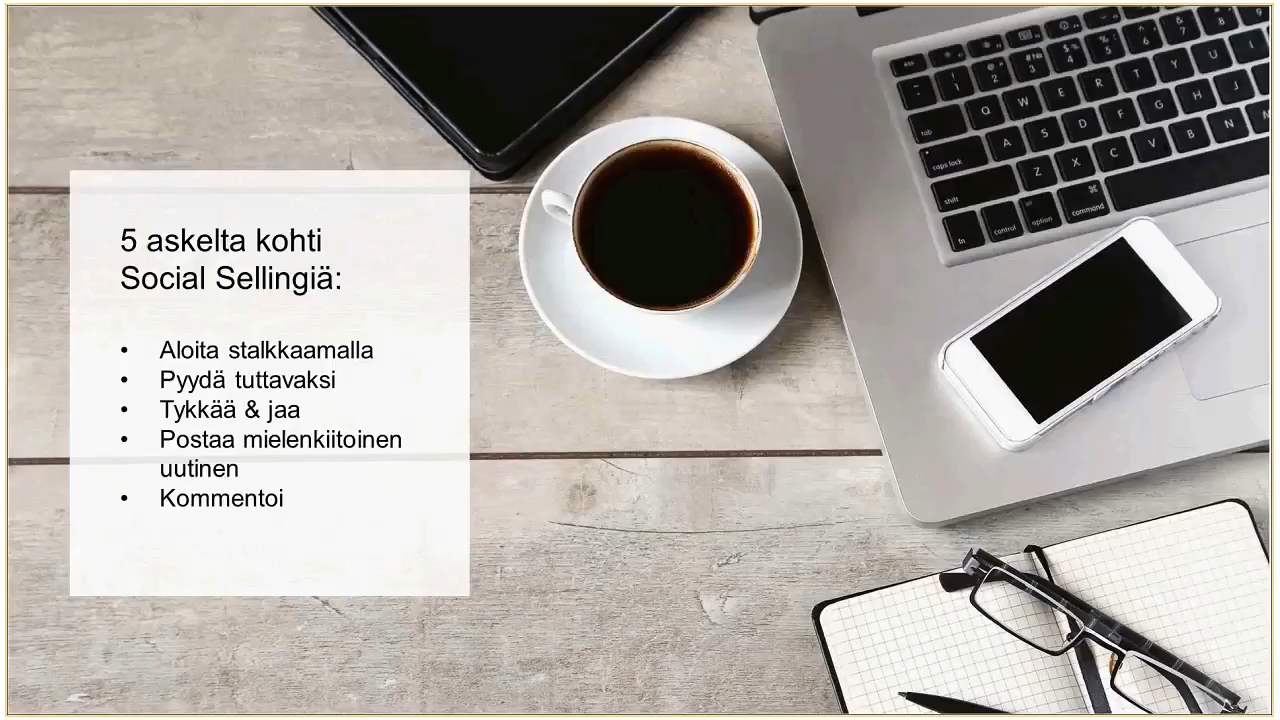 5 askelta kohti
Social Sellingiä:
• Aloita stalkkaamalla
• Pyydä tuttavaksi
• Tykkää & jaa
• Postaa mielenkiitoinen
uutinen
• Kommentoi